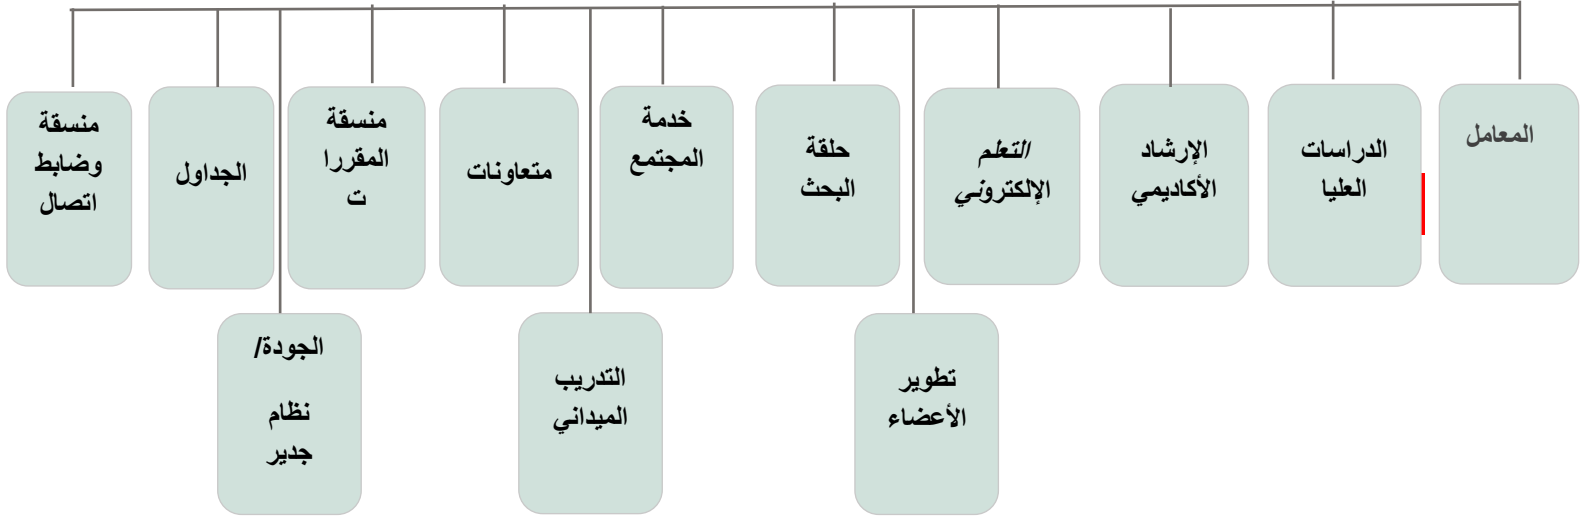 المعامل
الدراسات
العليا
الإرشاد
الأكاديمي
التعلم
الإلكتروني
حلقة
البحث
خدمة
المجتمع
متعاونات
منسقة
المقررا
ت
الجداول
منسقة
وضابط
اتصال
تطوير
الأعضاء
التدريب
الميداني
الجودة/
نظام
جدير